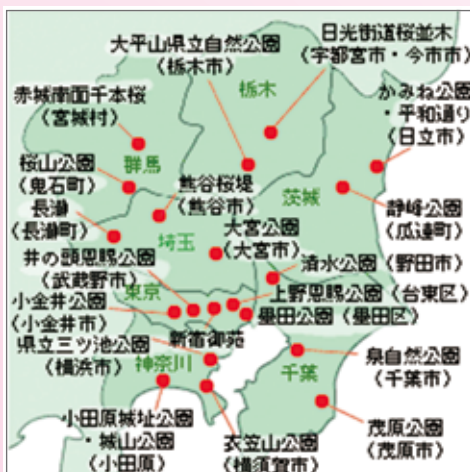 大平山県立自然公園
(栃木市)
日光街道桜並木
(宇都宮市・今市市)
赤城南面千本桜
(宮城村)
栃木
かみね公園
・平和通り
(日立市)
桜山公園
(鬼石町)
群馬
熊谷桜堤
(熊谷市)
茨城
静峰公園
(瓜連町)
長瀞
(長瀞町)
埼玉
大宮公園
(大宮市)
井の頭恩賜公園
(武蔵野市)
清水公園(野田市)
東京
小金井公園
(小金井市)
上野恩賜公園(台東区)
墨田公園(墨田区)
新宿御苑
県立三ツ池公園
(横浜市)
神奈川
千葉
泉自然公園
(千葉市)
小田原城址公園
・城山公園
(小田原)
衣笠山公園
(横須賀市)
茂原公園
(茂原市)